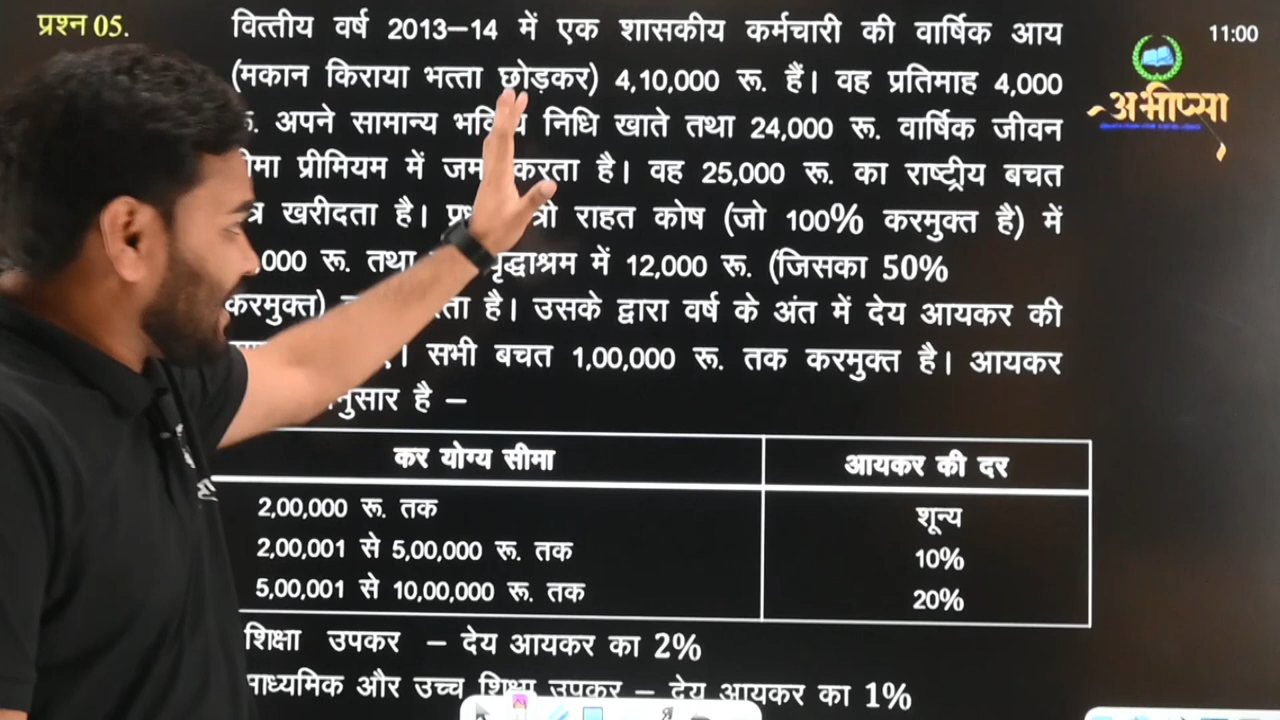 प्रश्न 05.
वित्तीय वर्ष 2013–14 में एक शासकीय कर्मचारी की वार्षिक आय
(मकान किराया भत्ता छोड़कर) 4,10,000 रू. हैं। वह प्रतिमाह 4,000
अपने सामान्य निधि खाते तथा 24,000 रू. वार्षिक जीवन
प्रीमियम में करता है। वह 25,000 रू. का राष्ट्रीय बचत
खरीदता है। राहत कोष (जो 100% करमुक्त है) में
,000 रू. तथा वृद्धाश्रम में 12,000 रू. (जिसका 50%
करमुक्त) है। उसके द्वारा वर्ष के अंत में देय आयकर की
सभी बचत 1,00,000 रू. तक करमुक्त है। आयकर
है –
कर योग्य सीमा आयकर की दर
2,00,000 रू. तक शून्य
2,00,001 से 5,00,000 रू. तक 10%
5,00,001 से 10,00,000 रू. तक 20%
शिक्षा उपकर – देय आयकर का 2%
और उच्च शिक्षा उपकर – देय आयकर का 1%
11:00
अभीप्सा